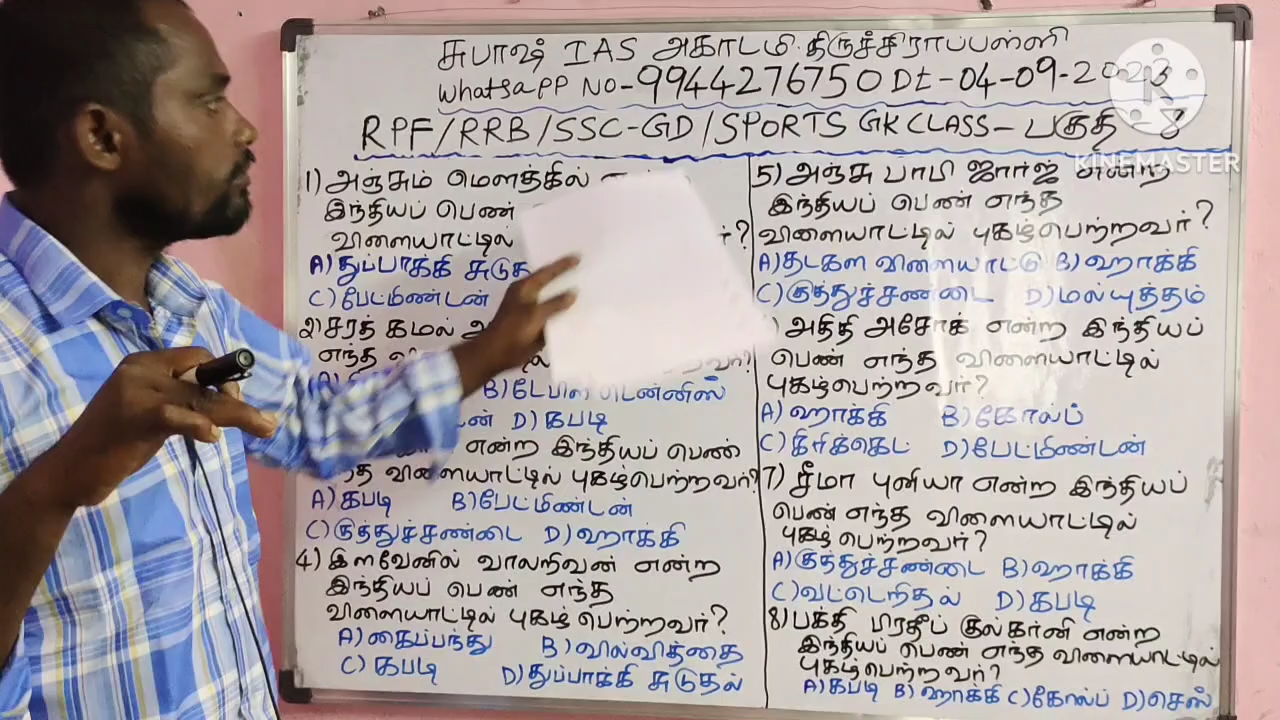 சுபாஷ் IAS அகாடமி திருச்சிராப்பள்ளி
WhatsaPP NO-9944276750 Dt-04-09-2023
RPF/RRB/SSC-GD/SPORTS GK CLASS- பகுதி 8
KINEMASTER
1) அஞ்சும் மௌத்கில்
இந்தியப் பெண்
விளையாட்டில்
A) துப்பாக்கி
C) பேட்மிண்டன்
2) சரத் கமல்
எந்த
B) டேபிள் டென்னிஸ்
D) கபடி
என்ற இந்தியப் பெண்
விளையாட்டில் புகழ்பெற்றவர்?
A) கபடி B) பேட்மிண்டன்
C) குத்துச்சண்டை D) ஹாக்கி
4) இளவேனில் வாலறிவன் என்ற
இந்தியப் பெண் எந்த
விளையாட்டில் புகழ் பெற்றவர்?
A) கைப்பந்து B) வில்வித்தை
C) கபடி D) துப்பாக்கி சுடுதல்
5) அஞ்சு பாபி ஜார்ஜ் என்ற
இந்தியப் பெண் எந்த
விளையாட்டில் புகழ்பெற்றவர்?
A) தடகள விளையாட்டு B) ஹாக்கி
C) குத்துச்சண்டை D) மல்யுத்தம்
) அதிதி அசோக் என்ற இந்தியப்
பெண் எந்த விளையாட்டில்
புகழ்பெற்றவர்?
A) ஹாக்கி B) கோல்ப்
C) கிரிக்கெட் D) பேட்மிண்டன்
7) சீமா புனியா என்ற இந்தியப்
பெண் எந்த விளையாட்டில்
புகழ் பெற்றவர்?
A) குத்துச்சண்டை B) ஹாக்கி
C) வட்டெறிதல் D) கபடி
8) பக்தி பிரதீப் குல்கர்னி என்ற
இந்தியப் பெண் எந்த விளையாட்டில்
புகழ்பெற்றவர்?
A) கபடி B) ஹாக்கி C) கோல்ப் D) செஸ்